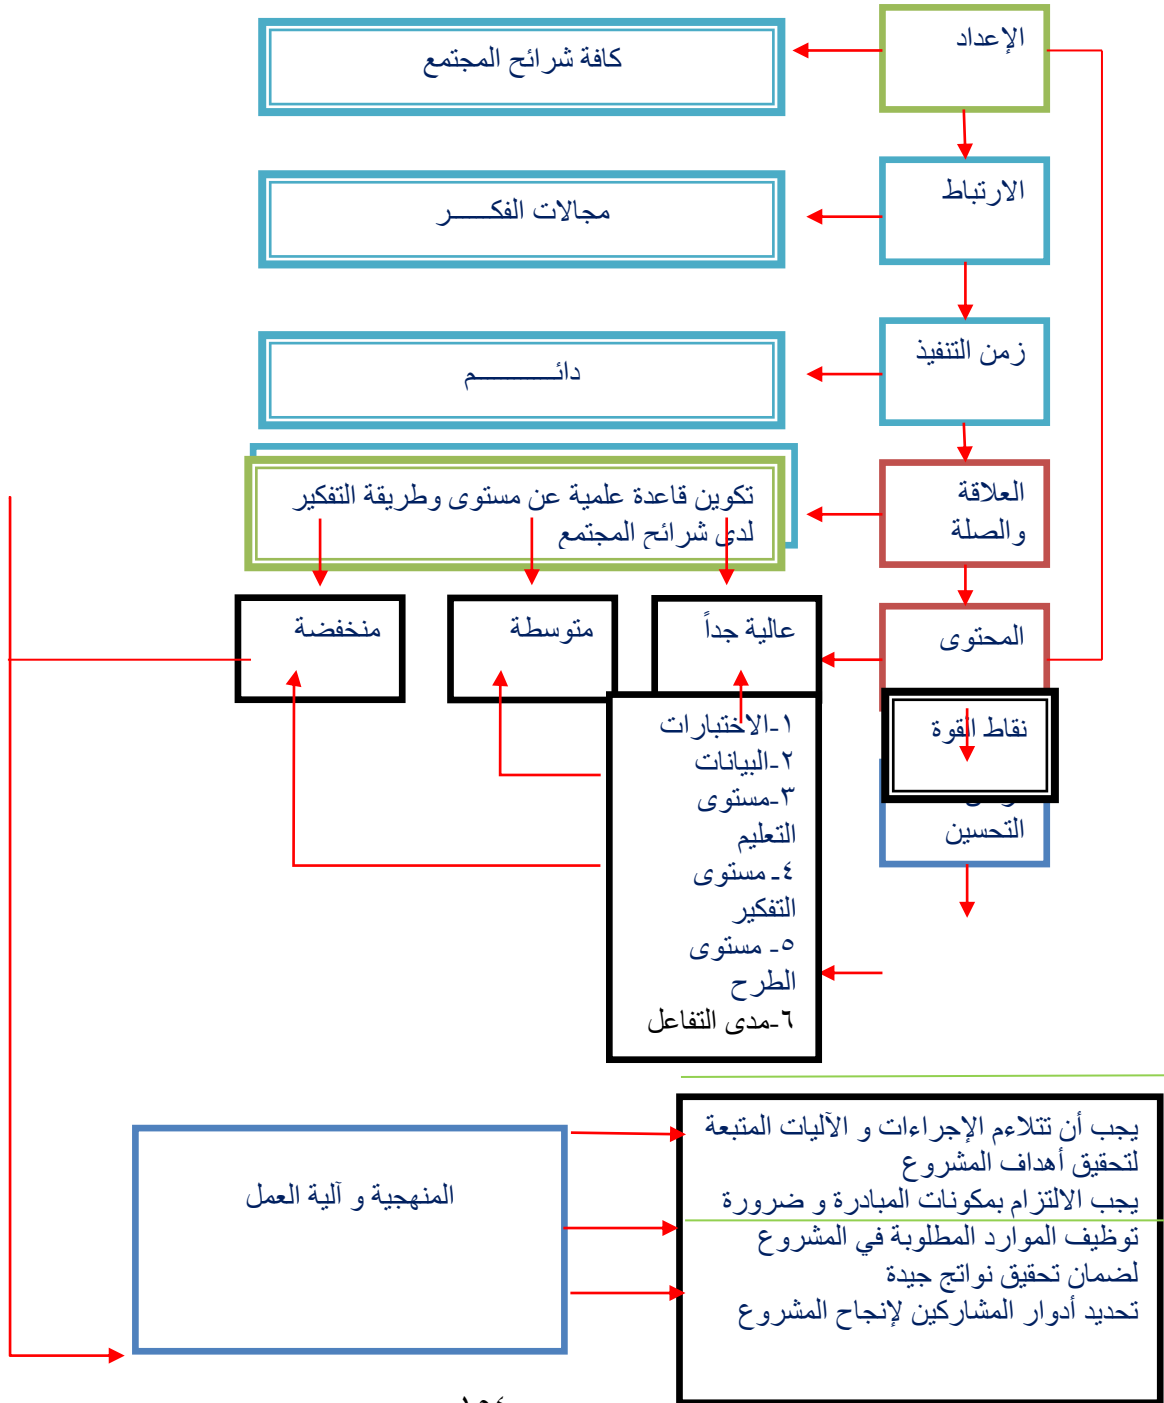 الإعداد
كافة شرائح المجتمع
الارتباط
مجالات الفكــــــر
زمن التنفيذ
دائـــــــــــم
العلاقة
والصلة
تكوين قاعدة علمية عن مستوى وطريقة التفكير
لدى شرائح المجتمع
المحتوى
عالية جداً
متوسطة
منخفضة
نقاط القوة
التحسين
١-الاختبارات
٢-البيانات
٣-مستوى
التعليم
٤- مستوى
التفكير
٥- مستوى
الطرح
٦-مدى التفاعل
يجب أن تتلاءم الإجراءات و الآليات المتبعة
لتحقيق أهداف المشروع
يجب الالتزام بمكونات المبادرة و ضرورة
توظيف الموارد المطلوبة في المشروع
لضمان تحقيق نواتج جيدة
تحديد أدوار المشاركين لإنجاح المشروع
المنهجية و آلية العمل